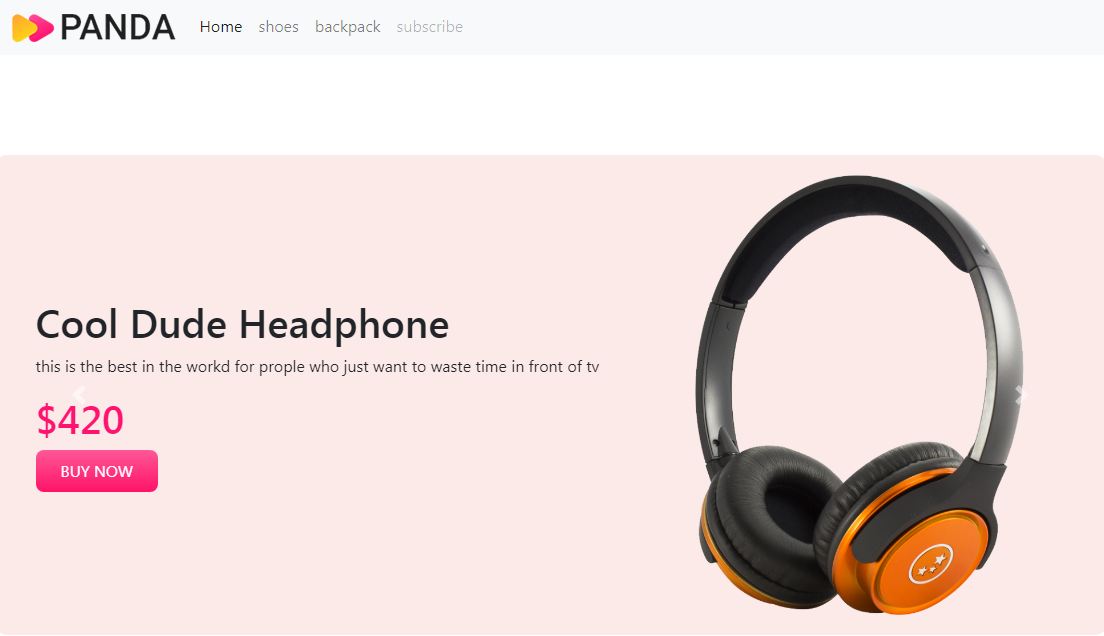 PANDA
Home shoes backpack subscribe
Cool Dude Headphone
this is the best in the workd for prople who just want to waste time in front of tv
$420
BUY NOW